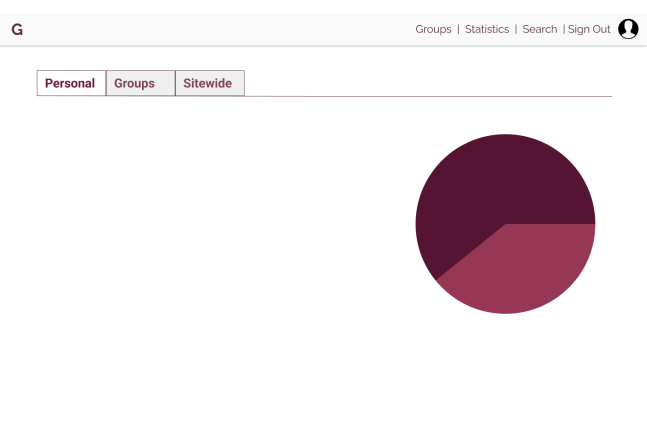 G Groups | Statistics | Search | Sign Out
Personal Groups Sitewide